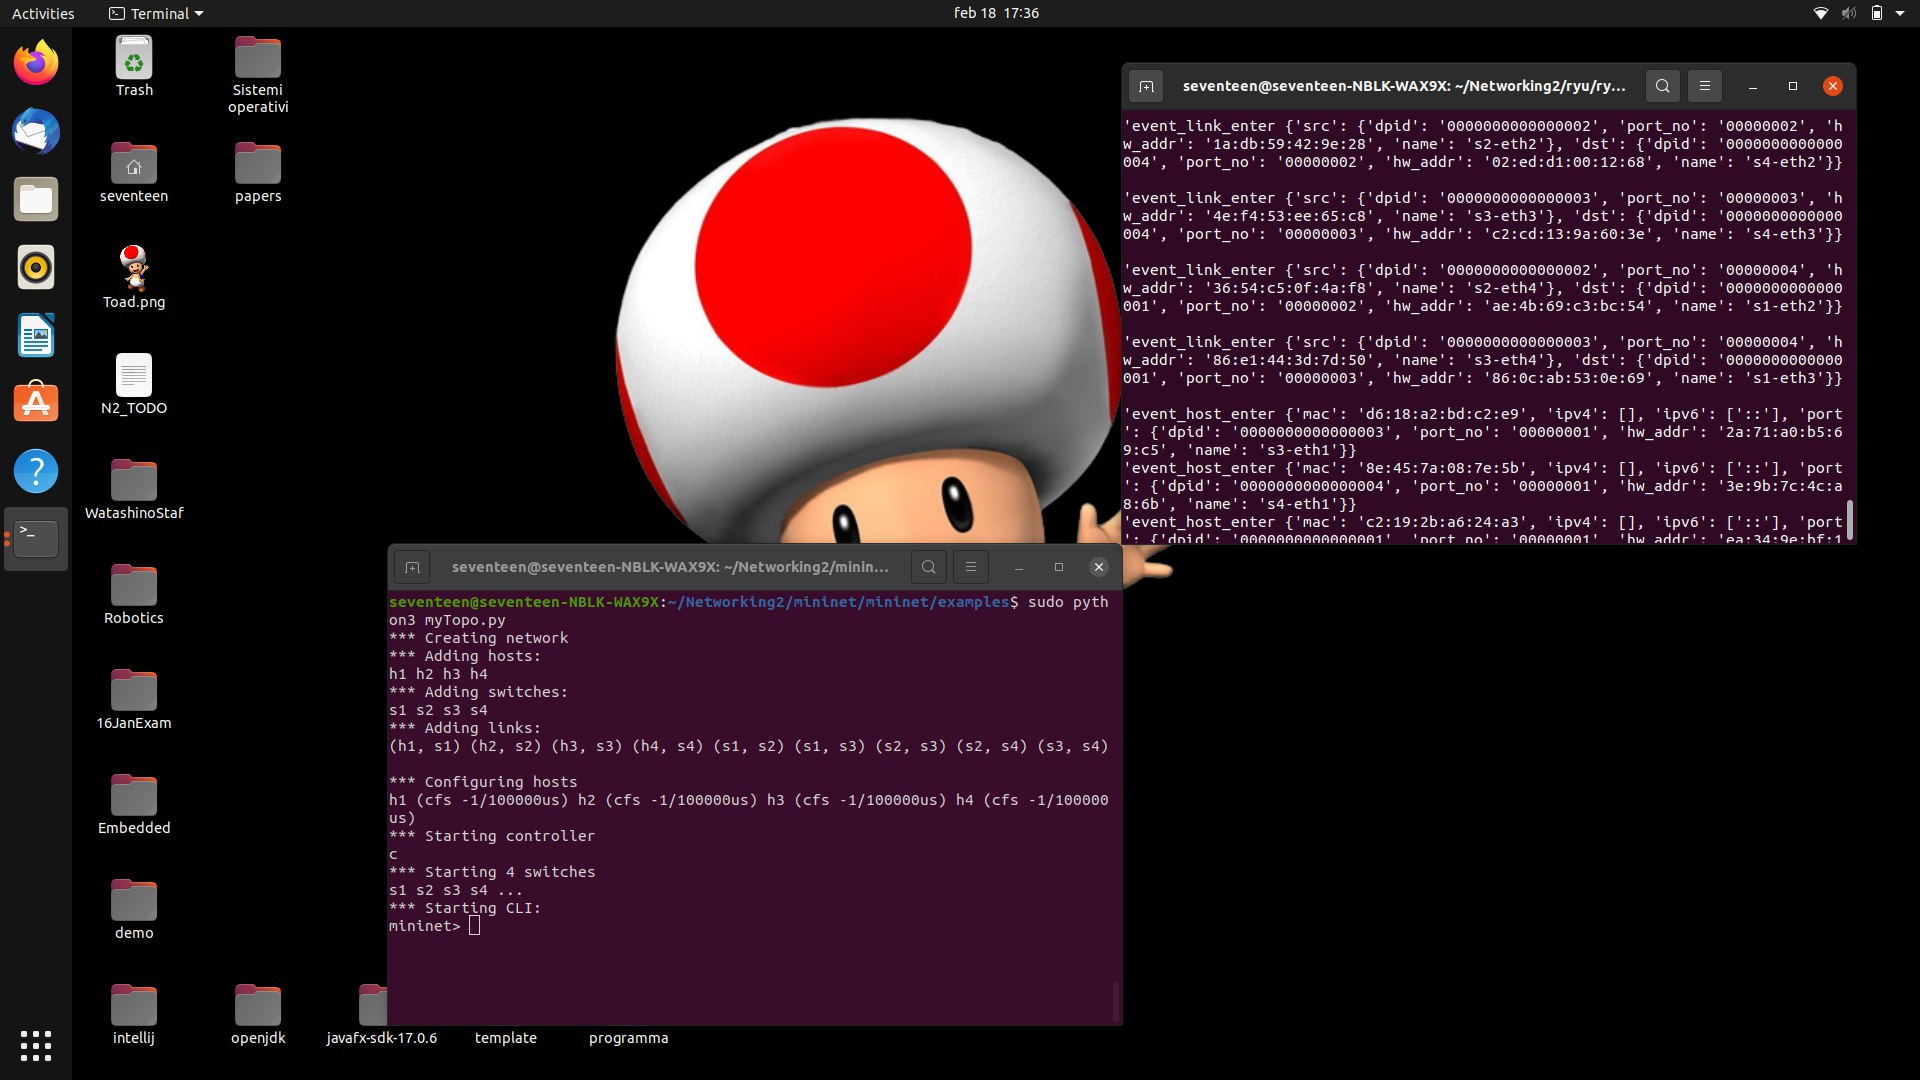 Activities
Terminal
feb 18 17:36
Trash
Sistemi
operativi
seventeen
papers
Toad.png
N2_TODO
WatashinoStaf
Robotics
16JanExam
Embedded
demo
intellij
openjdk
javafx-sdk-17.0.6
template
programma
seventeen@seventeen-NBLK-WAX9X: ~/Networking2/ryu/ry...
'event_link_enter {'src': {'dpid': '0000000000000002', 'port_no': '00000002', 'h
w_addr': '1a:db:59:42:9e:28', 'name': 's2-eth2'}, 'dst': {'dpid': '0000000000000
004', 'port_no': '00000002', 'hw_addr': '02:ed:d1:00:12:68', 'name': 's4-eth2'}}
'event_link_enter {'src': {'dpid': '0000000000000003', 'port_no': '00000003', 'h
w_addr': '4e:f4:53:ee:65:c8', 'name': 's3-eth3'}, 'dst': {'dpid': '0000000000000
004', 'port_no': '00000003', 'hw_addr': 'c2:cd:13:9a:60:3e', 'name': 's4-eth3'}}
'event_link_enter {'src': {'dpid': '0000000000000002', 'port_no': '00000004', 'h
w_addr': '36:54:c5:0f:4a:f8', 'name': 's2-eth4'}, 'dst': {'dpid': '0000000000000
001', 'port_no': '00000002', 'hw_addr': 'ae:4b:69:c3:bc:54', 'name': 's1-eth2'}}
'event_link_enter {'src': {'dpid': '0000000000000003', 'port_no': '00000004', 'h
w_addr': '86:e1:44:3d:7d:50', 'name': 's3-eth4'}, 'dst': {'dpid': '0000000000000
001', 'port_no': '00000003', 'hw_addr': '86:0c:ab:53:0e:69', 'name': 's1-eth3'}}
'event_host_enter {'mac': 'd6:18:a2:bd:c2:e9', 'ipv4': [], 'ipv6': ['::'], 'port
': {'dpid': '0000000000000003', 'port_no': '00000001', 'hw_addr': '2a:71:a0:b5:6
9:c5', 'name': 's3-eth1'}}
'event_host_enter {'mac': '8e:45:7a:08:7e:5b', 'ipv4': [], 'ipv6': ['::'], 'port
': {'dpid': '0000000000000004', 'port_no': '00000001', 'hw_addr': '3e:9b:7c:4c:a
8:6b', 'name': 's4-eth1'}}
'event_host_enter {'mac': 'c2:19:2b:a6:24:a3', 'ipv4': [], 'ipv6': ['::'], 'port
': {'dpid': '0000000000000001', 'port_no': '00000001', 'hw_addr': 'ea:34:9e:bf:1
seventeen@seventeen-NBLK-WAX9X: ~/Networking2/minin...
seventeen@seventeen-NBLK-WAX9X:~/Networking2/mininet/mininet/examples$ sudo pyth
on3 myTopo.py
*** Creating network
*** Adding hosts:
h1 h2 h3 h4
*** Adding switches:
s1 s2 s3 s4
*** Adding links:
(h1, s1) (h2, s2) (h3, s3) (h4, s4) (s1, s2) (s1, s3) (s2, s3) (s2, s4) (s3, s4)
*** Configuring hosts
h1 (cfs -1/100000us) h2 (cfs -1/100000us) h3 (cfs -1/100000us) h4 (cfs -1/100000
us)
*** Starting controller
c
*** Starting 4 switches
s1 s2 s3 s4 ...
*** Starting CLI:
mininet>